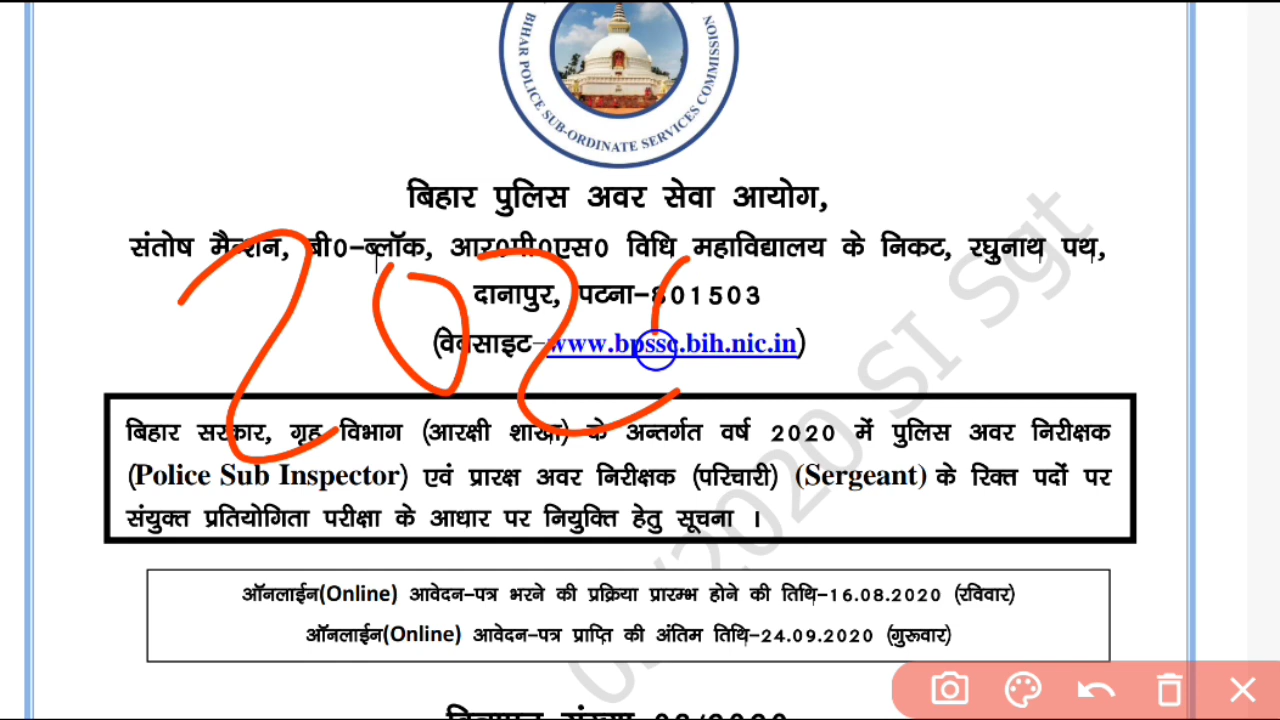 BIHAR POLICE SUB-ORDINATE SERVICES COMMISSION
बिहार पुलिस अवर सेवा आयोग,
संतोष मैन्शन, बी0-ब्लॉक, आर0पी0एस0 विधि महाविद्यालय के निकट, रघुनाथ पथ,
दानापुर, पटना-801503
(वेबसाइट-www.bpssc.bih.nic.in)
202
बिहार सरकार, गृह विभाग (आरक्षी शाखा) के अन्तर्गत वर्ष 2020 में पुलिस अवर निरीक्षक
(Police Sub Inspector) एवं प्रारक्ष अवर निरीक्षक (परिचारी) (Sergeant) के रिक्त पदों पर
संयुक्त प्रतियोगिता परीक्षा के आधार पर नियुक्ति हेतु सूचना ।
ऑनलाईन(Online) आवेदन-पत्र भरने की प्रक्रिया प्रारम्भ होने की तिथि-16.08.2020 (रविवार)
ऑनलाईन(Online) आवेदन-पत्र प्राप्ति की अंतिम तिथि-24.09.2020 (गुरूवार)
/2020 SI Sgt